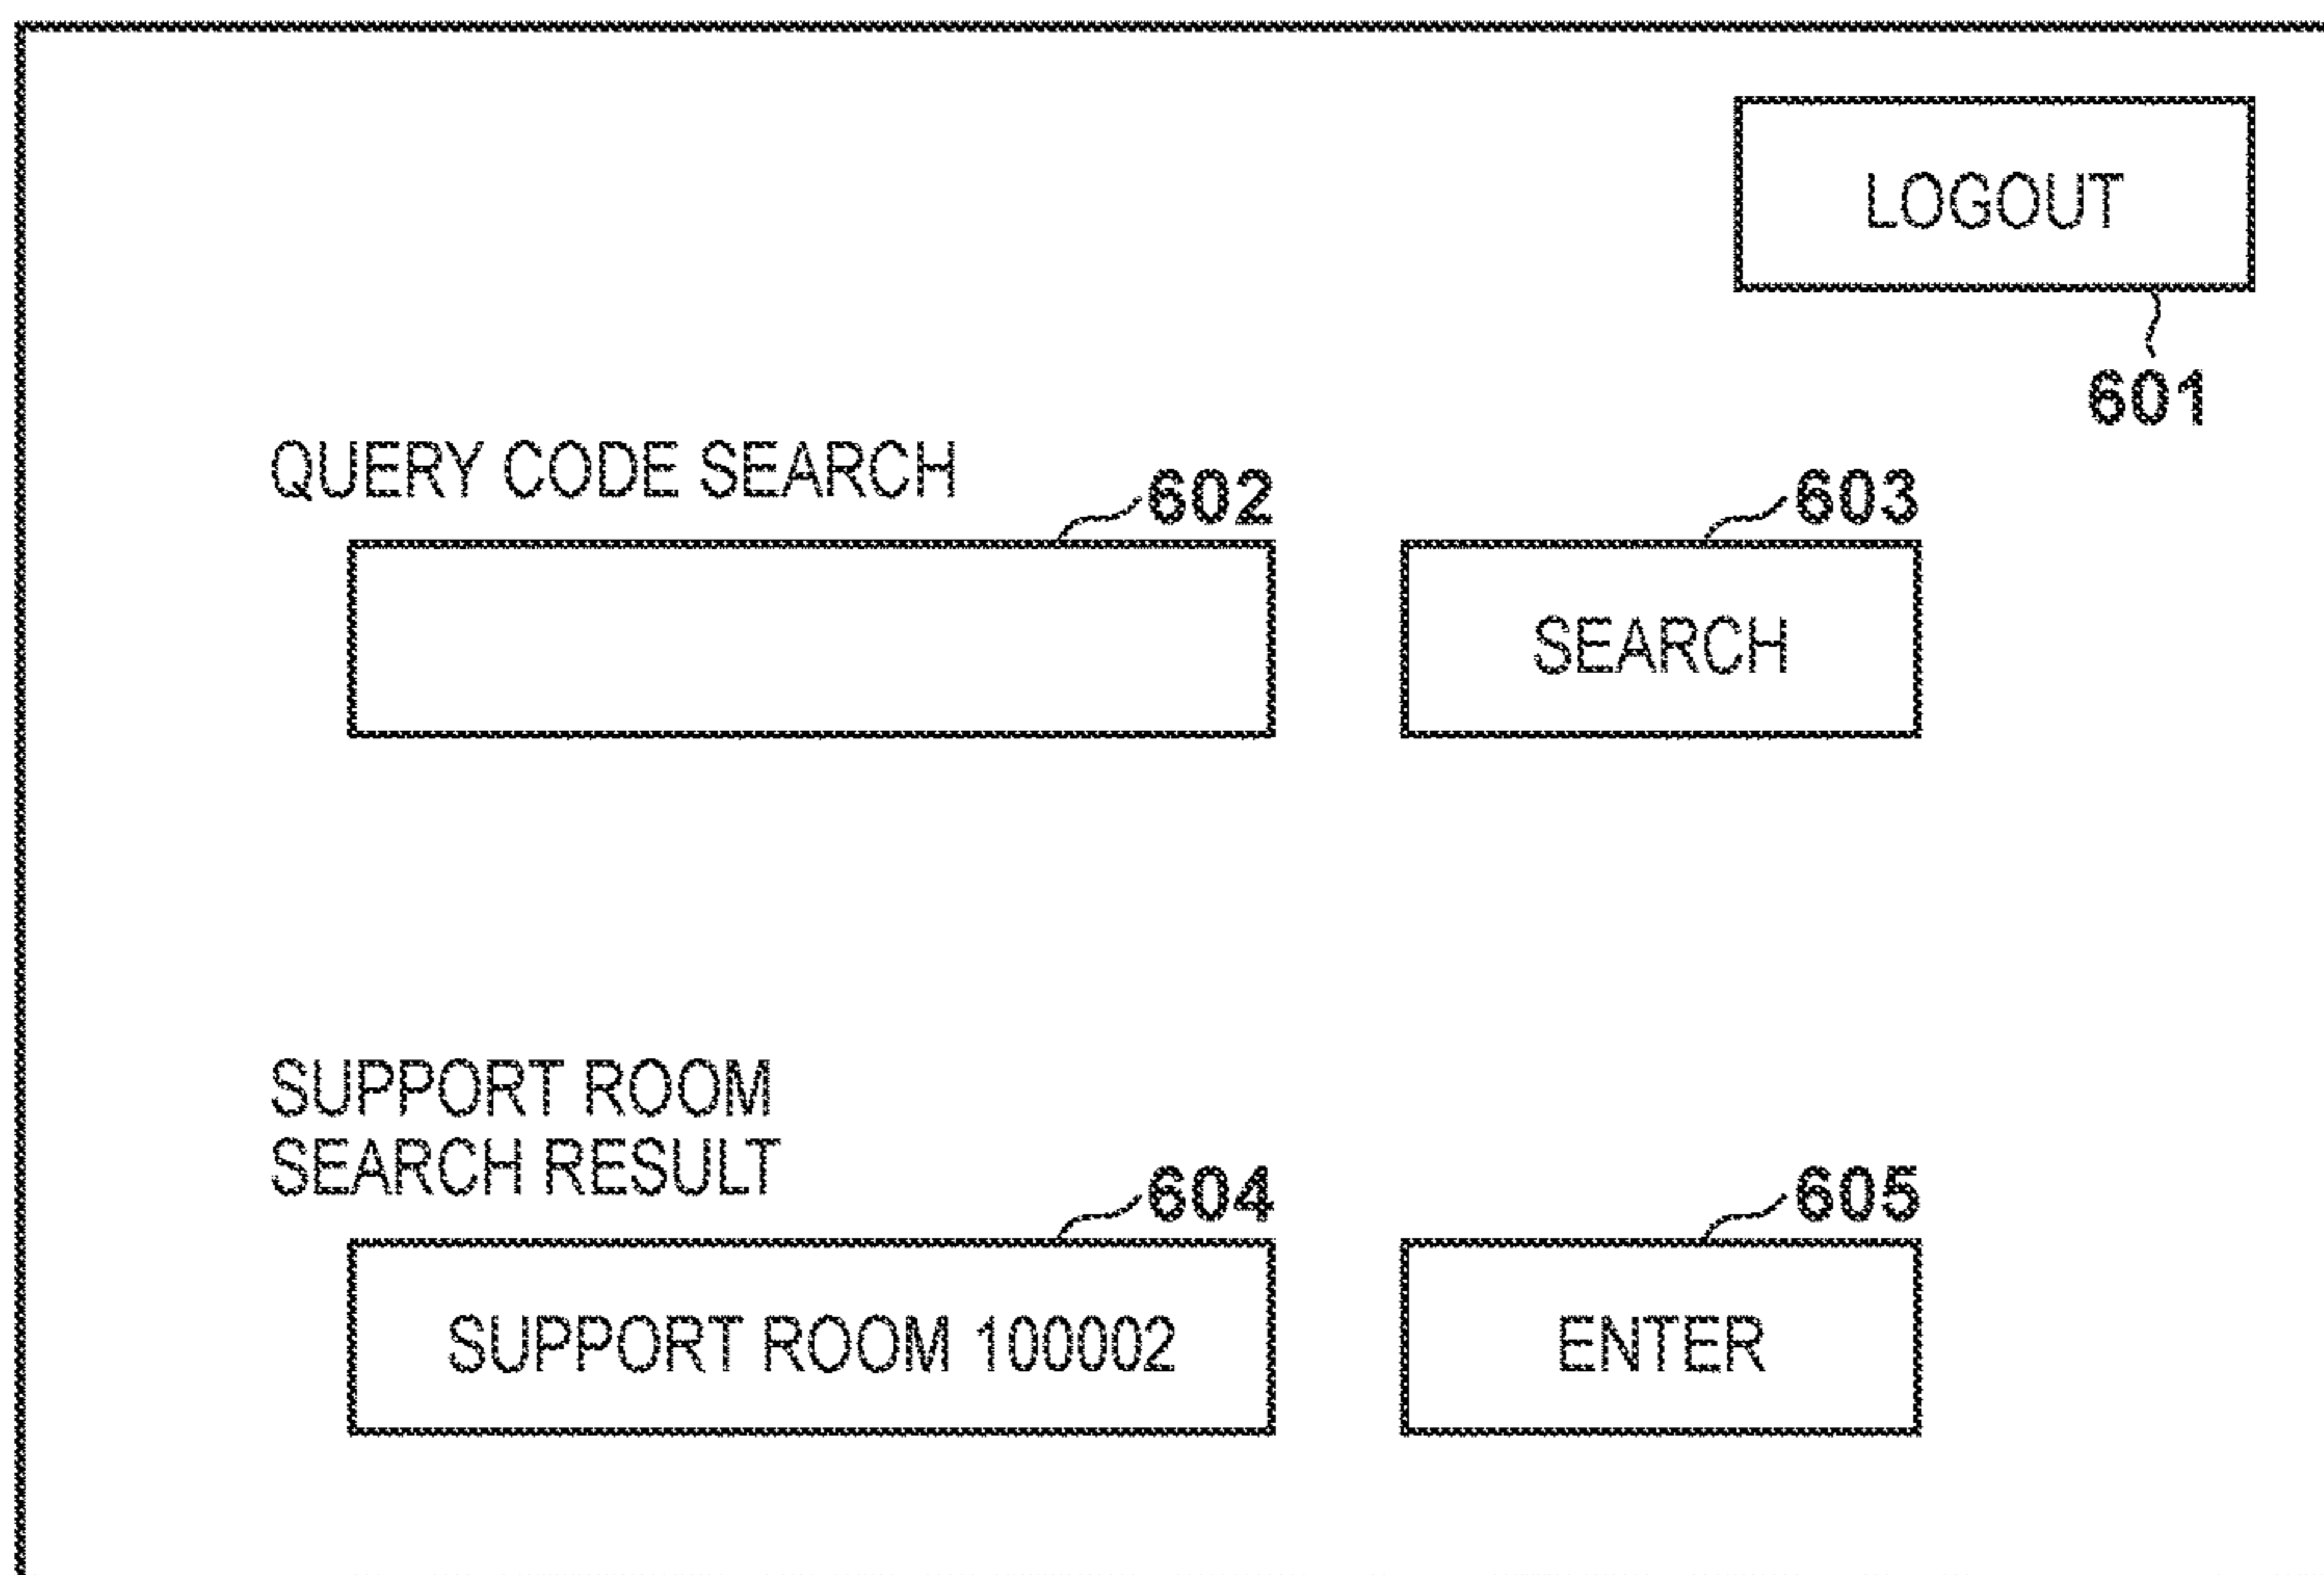 LOGOUT
601
QUERY CODE SEARCH
602
603
SEARCH
SUPPORT ROOM
SEARCH RESULT
604
605
SUPPORT ROOM 100002
ENTER